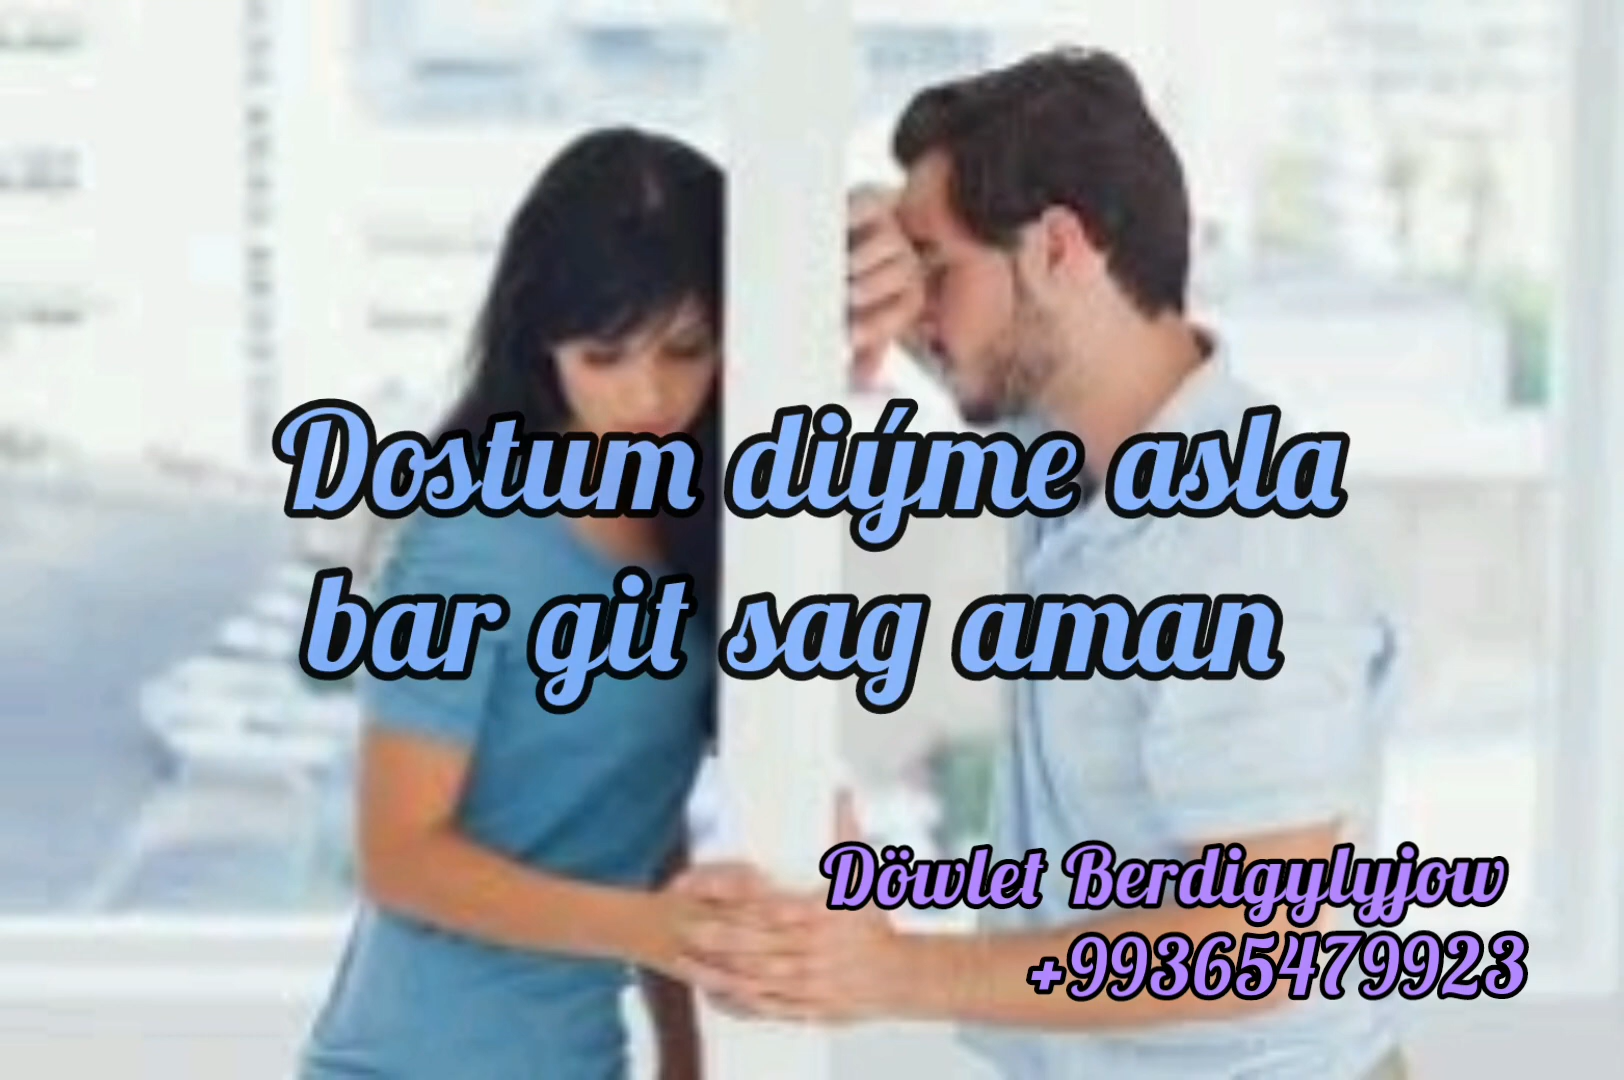 Dostum diýme asla
bar git sag aman
Döwlet Berdigylyjow
+99365479923